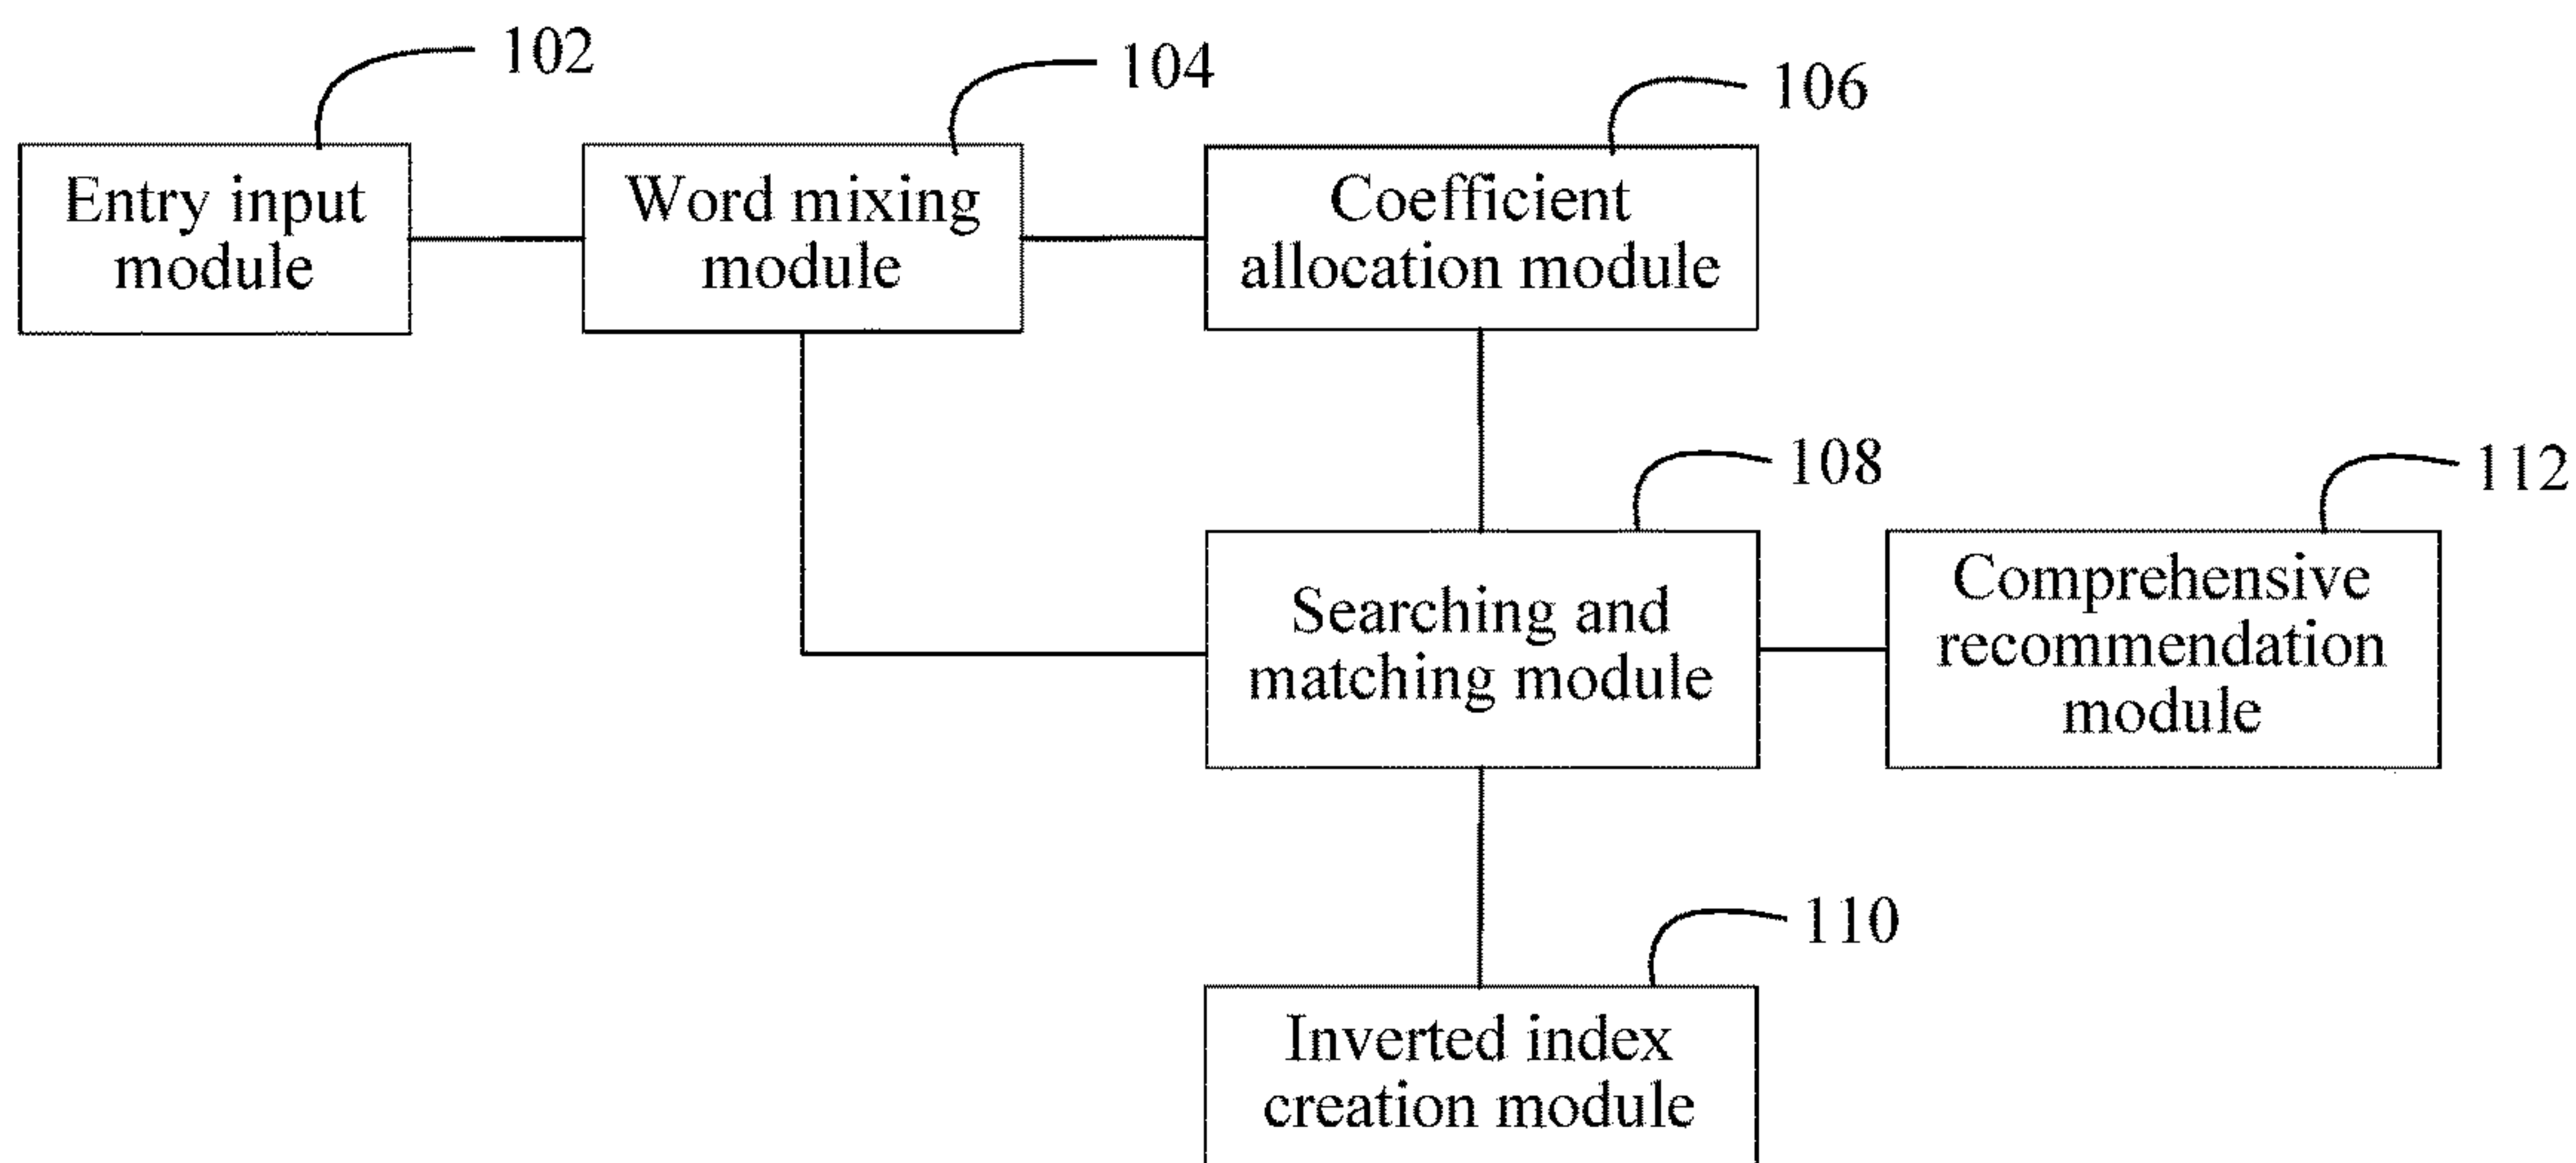 102
104
106
Entry input
module
Word mixing
module
Coefficient
allocation module
108
112
Searching and
matching module
Comprehensive
recommendation
module
110
Inverted index
creation module